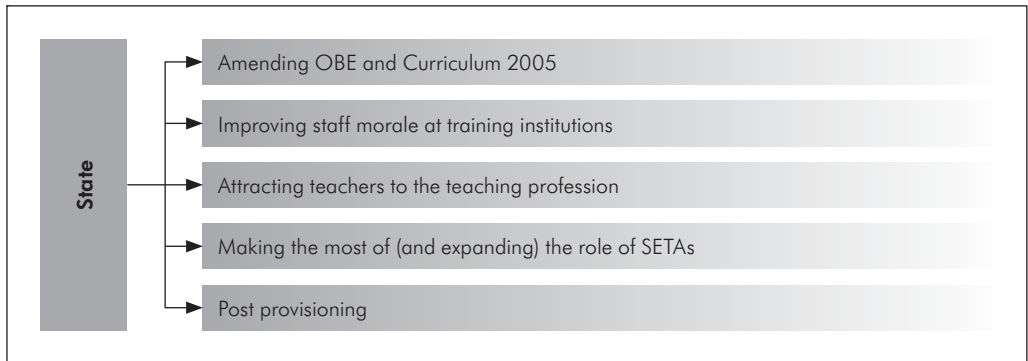 State
Amending OBE and Curriculum 2005
Improving staff morale at training institutions
Attracting teachers to the teaching profession
Making the most of (and expanding) the role of SETAs
Post provisioning